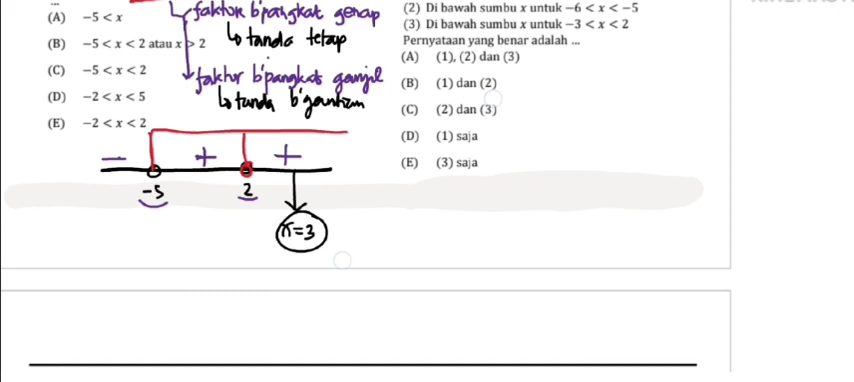 (A) −5 < x
(B) −5 < x < 2 atau x > 2
(C) −5 < x < 2
(D) −2 < x < 5
(E) −2 < x < 2
faktor b'pangkat genap
↳ tanda tetap
faktor b'pangkat ganjil
↳ tanda b'gantian
− + +
−5 2
x=3
(2) Di bawah sumbu x untuk −6 < x < −5
(3) Di bawah sumbu x untuk −3 < x < 2
Pernyataan yang benar adalah ...
(A) (1), (2) dan (3)
(B) (1) dan (2)
(C) (2) dan (3)
(D) (1) saja
(E) (3) saja